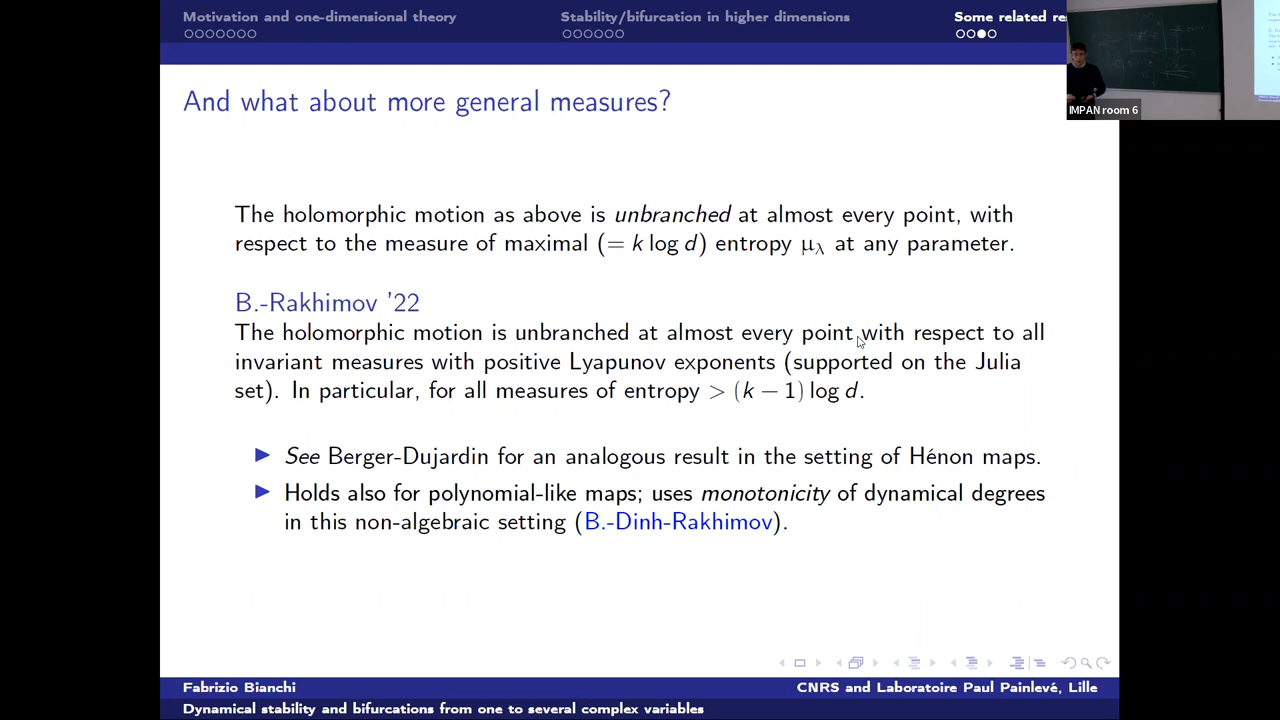 Motivation and one-dimensional theory
Stability/bifurcation in higher dimensions
Some related re
IMPAN room 6
And what about more general measures?
The holomorphic motion as above is unbranched at almost every point, with
respect to the measure of maximal (= k log d) entropy μλ at any parameter.
B.-Rakhimov '22
The holomorphic motion is unbranched at almost every point with respect to all
invariant measures with positive Lyapunov exponents (supported on the Julia
set). In particular, for all measures of entropy > (k − 1) log d.
See Berger-Dujardin for an analogous result in the setting of Hénon maps.
Holds also for polynomial-like maps; uses monotonicity of dynamical degrees
in this non-algebraic setting (B.-Dinh-Rakhimov).
Fabrizio Bianchi
CNRS and Laboratoire Paul Painlevé, Lille
Dynamical stability and bifurcations from one to several complex variables